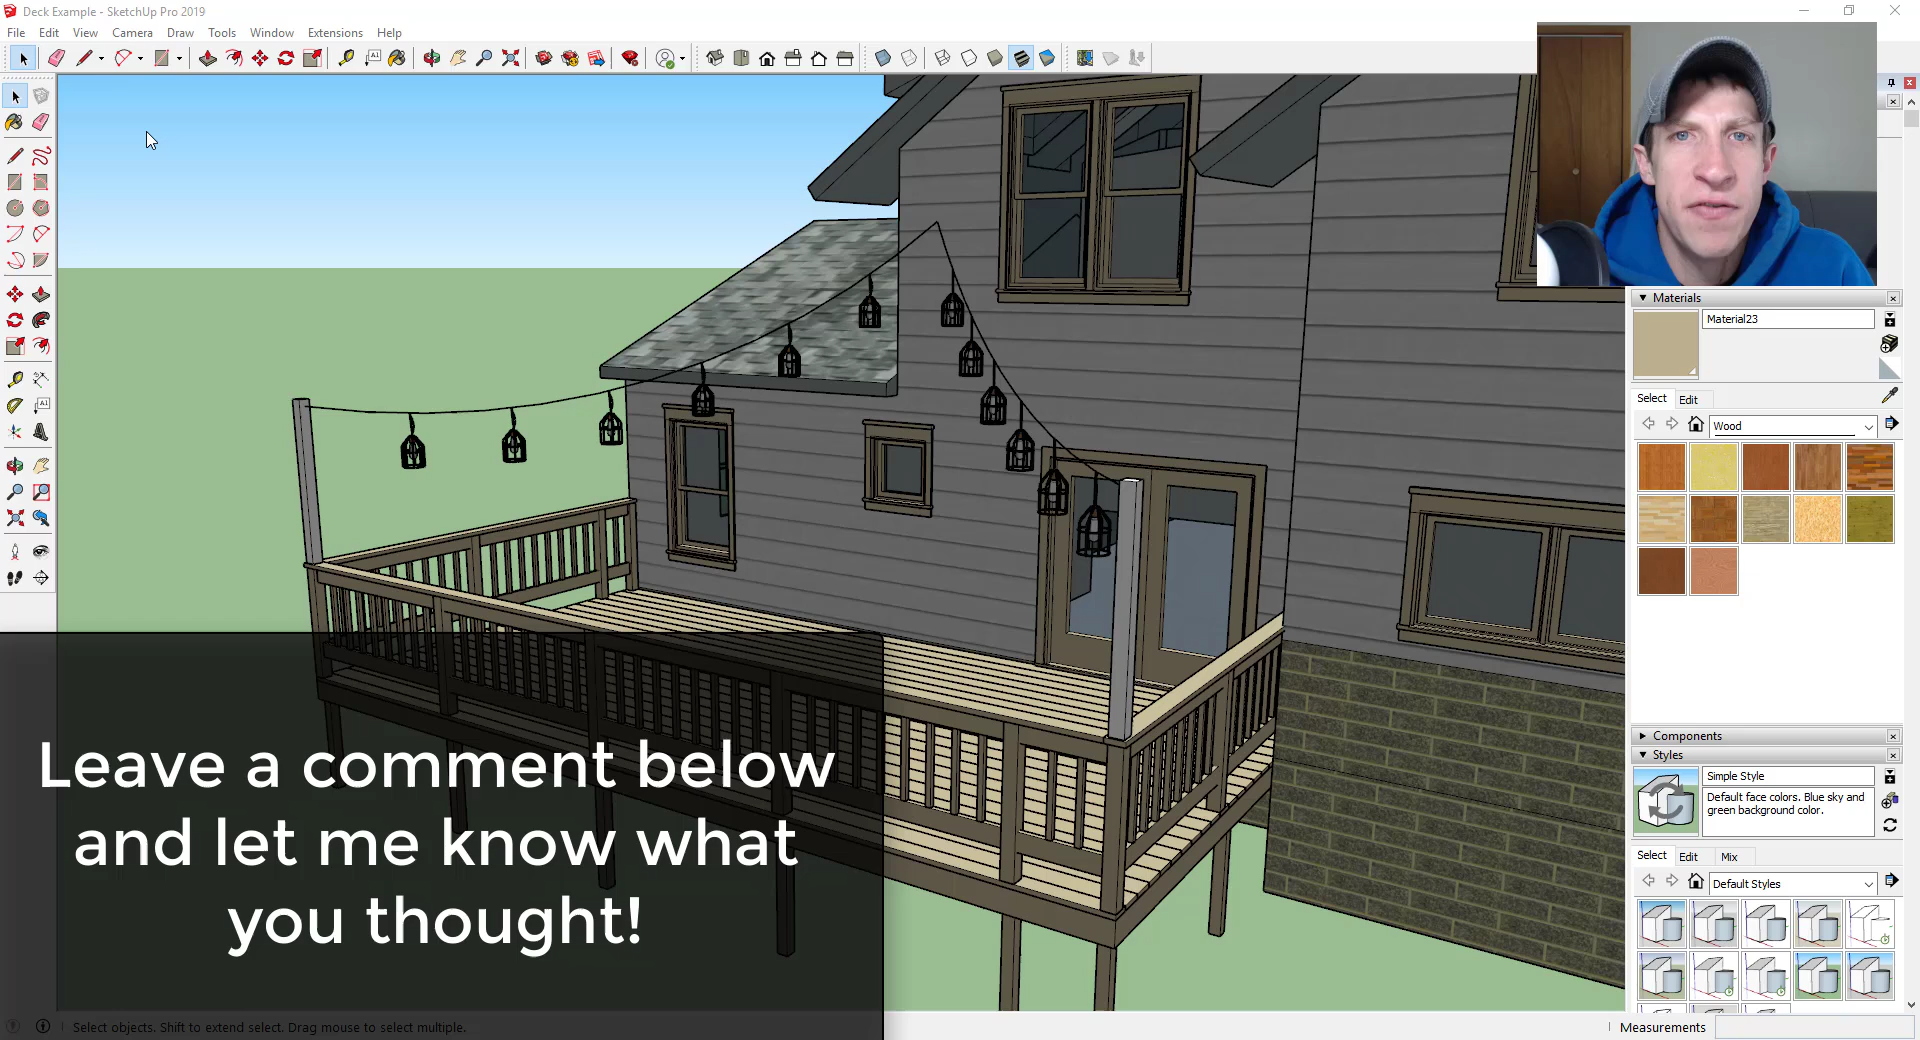 Deck Example - SketchUp Pro 2019
File Edit View Camera Draw Tools Window Extensions Help
Materials
Material23
Select Edit
Wood
Components
Styles
Simple Style
Default face colors. Blue sky and
green background color.
Select Edit Mix
Default Styles
Leave a comment below
and let me know what
you thought!
Select objects. Shift to extend select. Drag mouse to select multiple.
Measurements